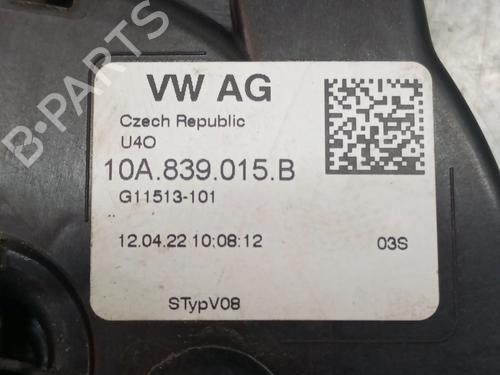 B-PARTS
VW AG
Czech Republic
U4O
10A.839.015.B
G11513-101
12.04.22 10:08:12 03S
STypV08